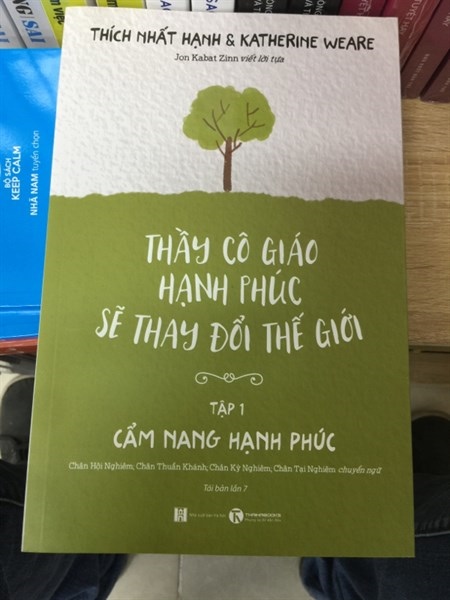 THÍCH NHẤT HẠNH & KATHERINE WEARE
Jon Kabat Zinn viết lời tựa
THẦY CÔ GIÁO
HẠNH PHÚC
SẼ THAY ĐỔI THẾ GIỚI
TẬP 1
CẨM NANG HẠNH PHÚC
Chân Hội Nghiêm; Chân Thuần Khánh; Chân Kỳ Nghiêm; Chân Tại Nghiêm chuyển ngữ
Tái bản lần 7
THAIHABOOKS
BỘ SÁCH
KEEP CALM
NHÃ NAM tuyển chọn